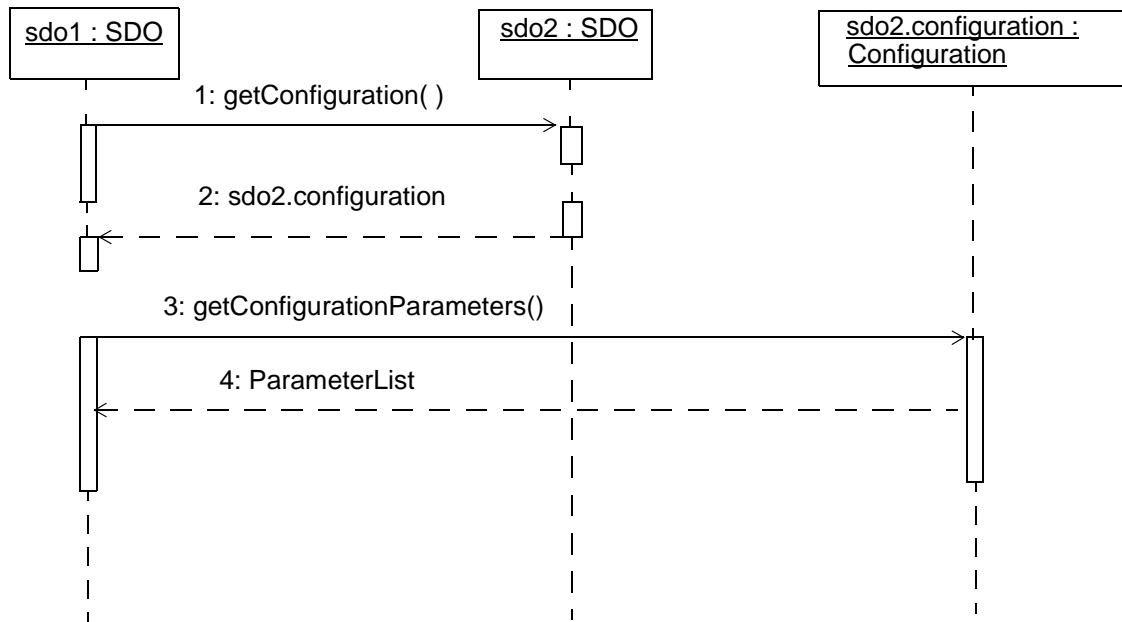 sdo1 : SDO
sdo2 : SDO
sdo2.configuration :
Configuration
1: getConfiguration( )
2: sdo2.configuration
3: getConfigurationParameters()
4: ParameterList